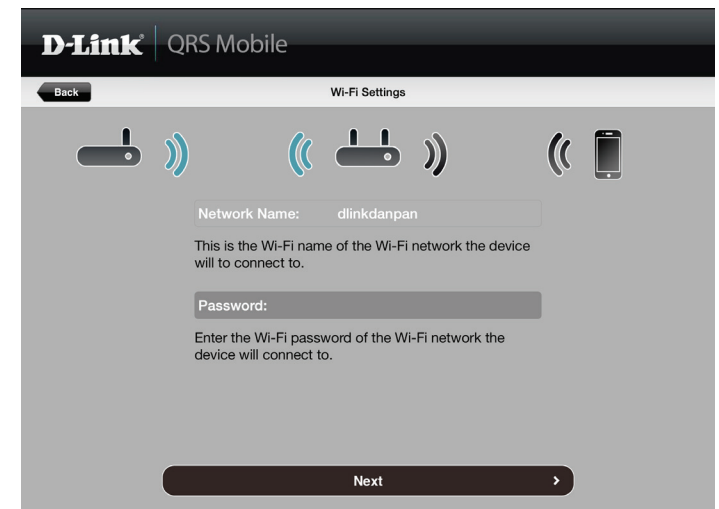 D-Link® QRS Mobile
Back
Wi-Fi Settings
Network Name: dlinkdanpan
This is the Wi-Fi name of the Wi-Fi network the device
will to connect to.
Password:
Enter the Wi-Fi password of the Wi-Fi network the
device will connect to.
Next